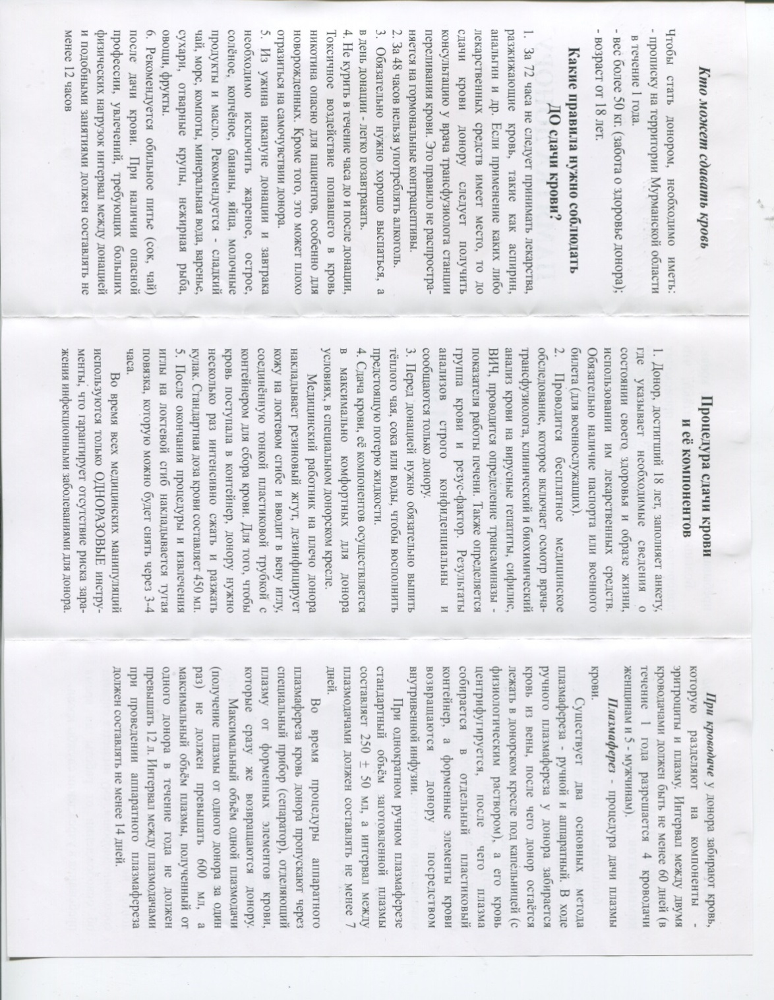 Кто может сдавать кровь
Чтобы стать донором, необходимо иметь:
- прописку на территории Мурманской области
в течение 1 года.
- вес более 50 кг. (забота о здоровье донора);
- возраст от 18 лет.
Какие правила нужно соблюдать
ДО сдачи крови?
1. За 72 часа не следует принимать лекарства,
разжижающие кровь, такие как аспирин,
анальгин и др. Если применение каких либо
лекарственных средств имеет место, то до
сдачи крови донору следует получить
консультацию у врача трансфузиолога станции
переливания крови. Это правило не распростра-
няется на гормональные контрацептивы.
2. За 48 часов нельзя употреблять алкоголь.
3. Обязательно нужно хорошо выспаться, а
в день донации - легко позавтракать.
4. Не курить в течение часа до и после донации,
Токсичное воздействие попавшего в кровь
никотина опасно для пациентов, особенно для
новорожденных. Кроме того, это может плохо
отразиться на самочувствии донора.
5. Из ужина накануне донации и завтрака
необходимо исключить жареное, острое,
солёное, копчёное, бананы, яйца, молочные
продукты и масло. Рекомендуется - сладкий
чай, морс, компоты, минеральная вода, варенье,
сухари, отварные крупы, нежирная рыба,
овощи, фрукты.
6. Рекомендуется обильное питье (сок, чай)
после дачи крови. При наличии опасной
профессии, увлечений, требующих больших
физических нагрузок интервал между донацией
и подобными занятиями должен составлять не
менее 12 часов
Процедура сдачи крови
и её компонентов
1. Донор, достигший 18 лет, заполняет анкету,
где указывает необходимые сведения о
состоянии своего здоровья и образе жизни,
использовании им лекарственных средств.
Обязательно наличие паспорта или военного
билета (для военнослужащих).
2. Проводится бесплатное медицинское
обследование, которое включает осмотр врача-
трансфузиолога, клинический и биохимический
анализ крови на вирусные гепатиты, сифилис,
ВИЧ, проводится определение трансаминазы -
показателя работы печени. Также определяется
группа крови и резус-фактор. Результаты
анализов строго конфиденциальны и
сообщаются только донору.
3. Перед донацией нужно обязательно выпить
тёплого чая, сока или воды, чтобы восполнить
предстоящую потерю жидкости.
4. Сдача крови, её компонентов осуществляется
в максимально комфортных для донора
условиях, в специальном донорском кресле.
Медицинский работник на плечо донора
накладывает резиновый жгут, дезинфицирует
кожу на локтевом сгибе и вводит в вену иглу,
соединённую тонкой пластиковой трубкой с
контейнером для сбора крови. Для того, чтобы
кровь поступала в контейнер, донору нужно
несколько раз интенсивно сжать и разжать
кулак. Стандартная доза крови составляет 450 мл.
5. После окончания процедуры и извлечения
иглы на локтевой сгиб накладывается тугая
повязка, которую можно будет снять через 3-4
часа.
Во время всех медицинских манипуляций
используются только ОДНОРАЗОВЫЕ инстру-
менты, что гарантирует отсутствие риска зара-
жения инфекционными заболеваниями для донора.
При кроводаче у донора забирают кровь,
которую разделяют на компоненты -
эритроциты и плазму. Интервал между двумя
кроводачами должен быть не менее 60 дней (в
течение 1 года разрешается 4 кроводачи
женщинам и 5 - мужчинам).
Плазмаферез - процедура дачи плазмы
крови.
Существует два основных метода
плазмафереза - ручной и аппаратный. В ходе
ручного плазмафереза у донора забирается
кровь из вены, после чего донор остаётся
лежать в донорском кресле под капельницей (с
физиологическим раствором), а его кровь
центрифугируется, после чего плазма
собирается в отдельный пластиковый
контейнер, а форменные элементы крови
возвращаются донору посредством
внутривенной инфузии.
При однократном ручном плазмаферезе
стандартный объём заготовленной плазмы
составляет 250 ± 50 мл, а интервал между
плазмодачами должен составлять не менее 7
дней.
Во время процедуры аппаратного
плазмафереза кровь донора пропускают через
специальный прибор (сепаратор), отделяющий
плазму от форменных элементов крови,
которые сразу же возвращаются донору.
Максимальный объём одной плазмодачи
(получение плазмы от одного донора за один
раз) не должен превышать 600 мл, а
максимальный объём плазмы, полученный от
одного донора в течение года не должен
превышать 12 л. Интервал между плазмодачами
при проведении аппаратного плазмафереза
должен составлять не менее 14 дней.